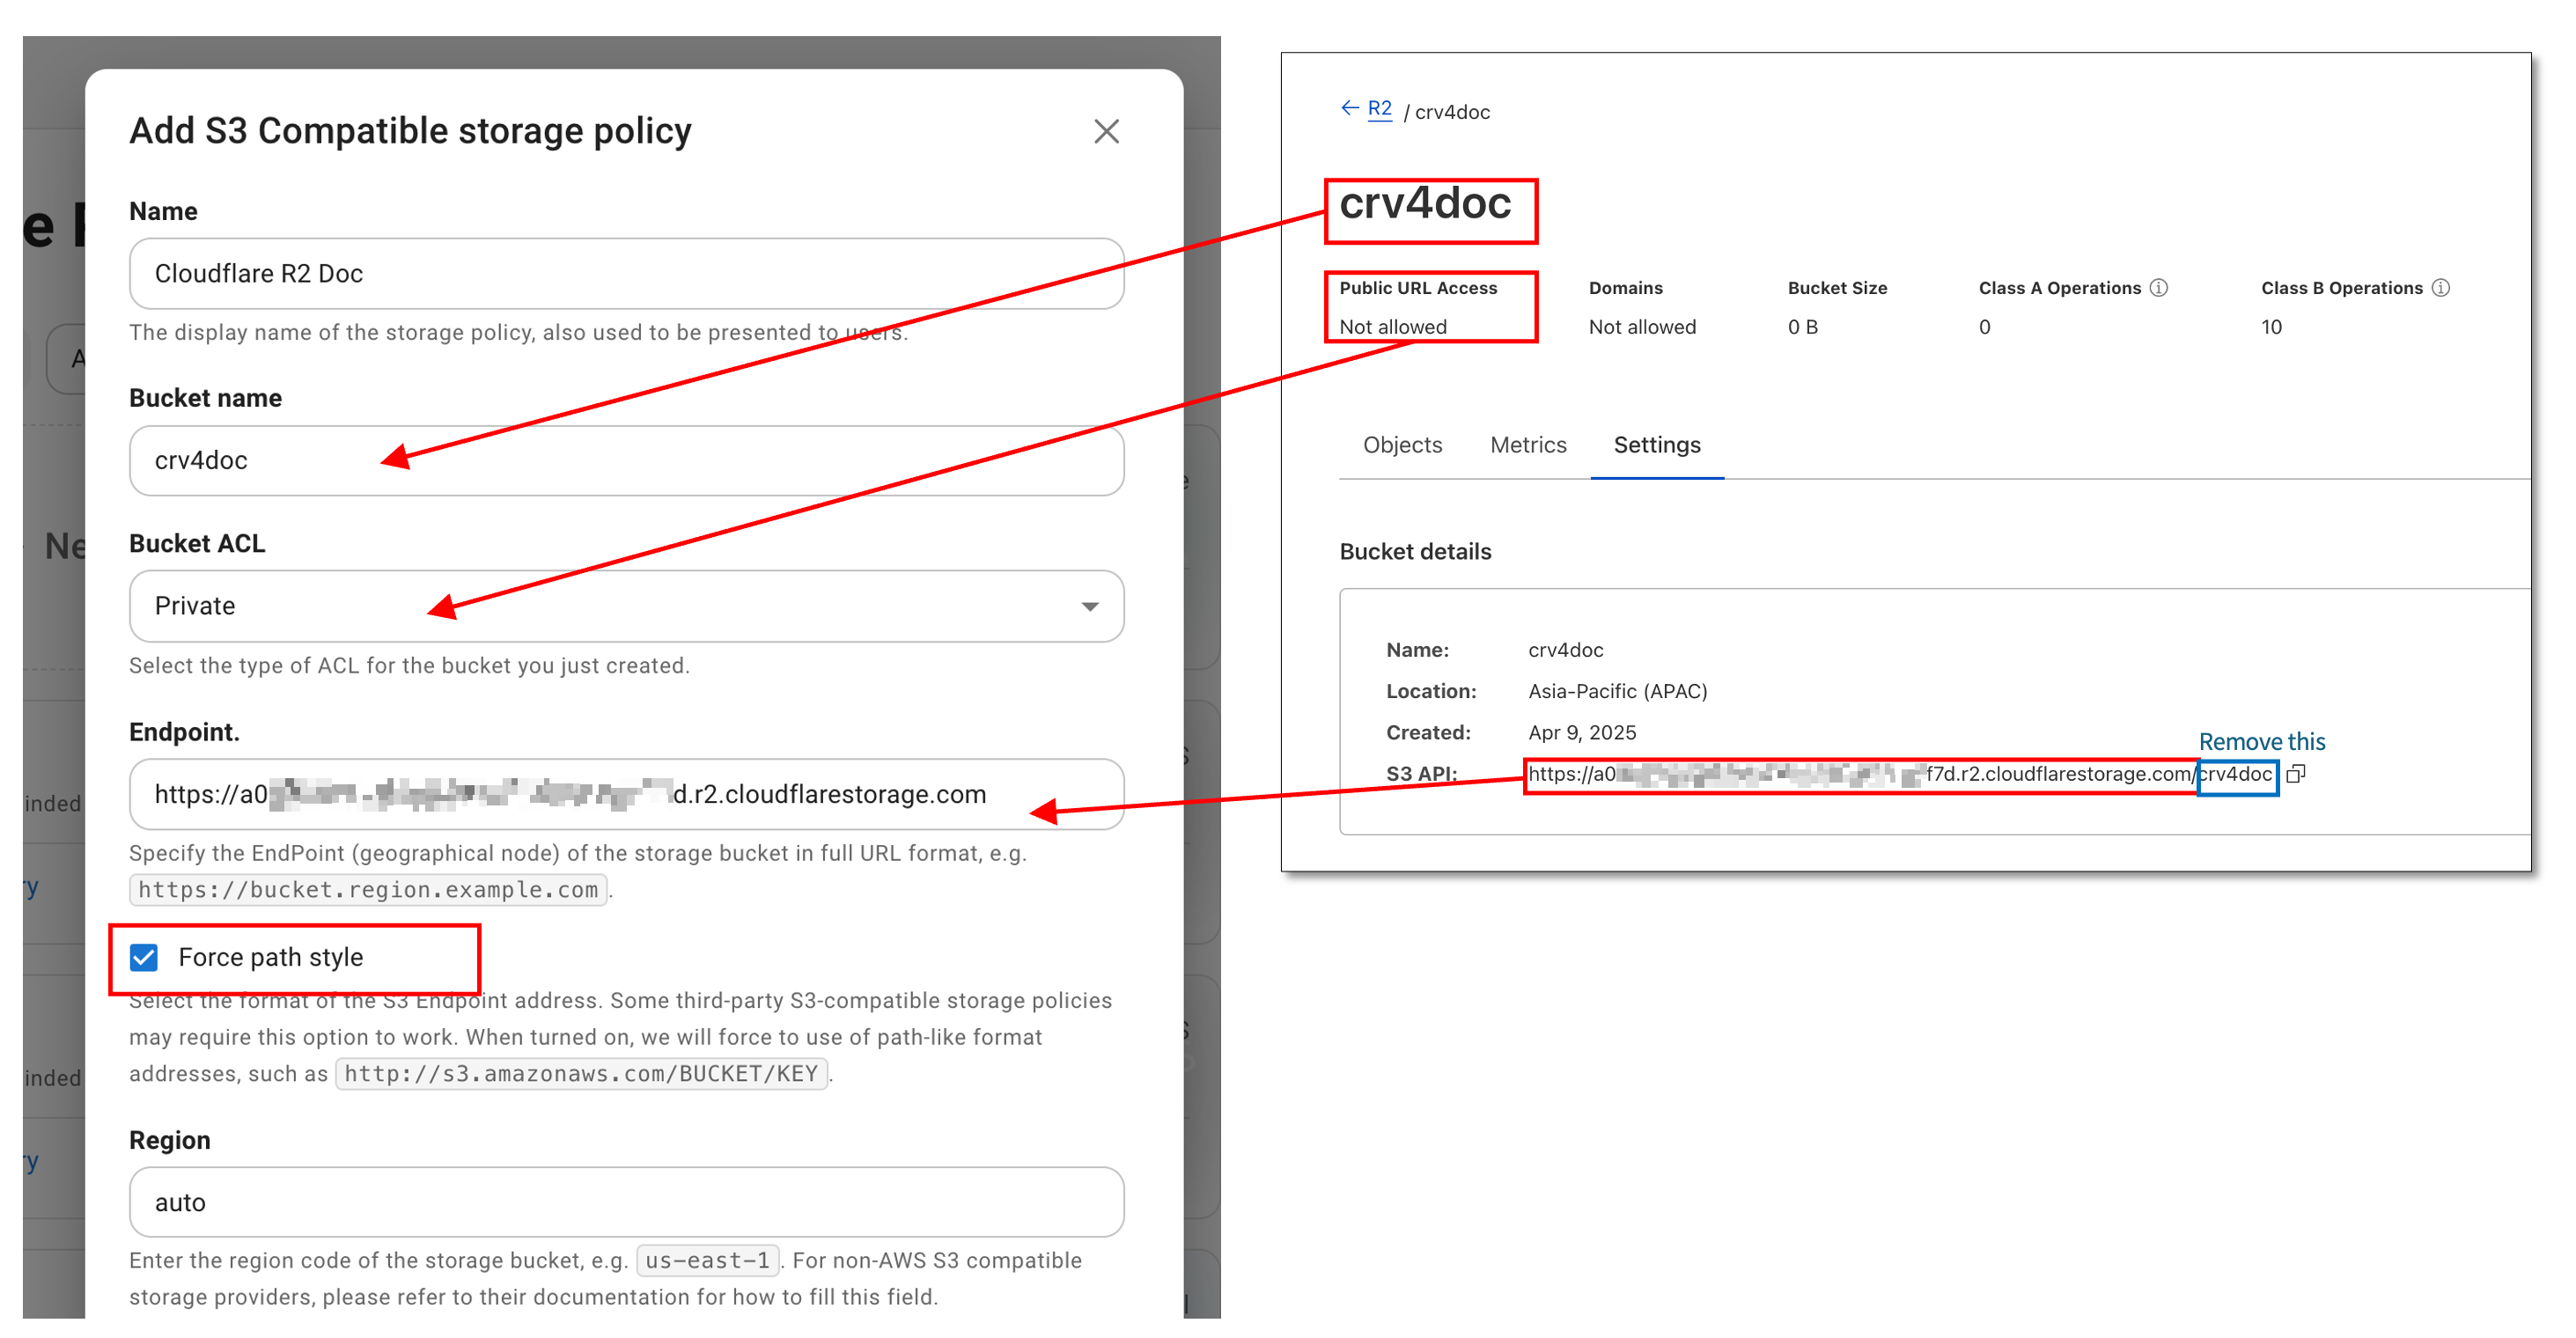 Add S3 Compatible storage policy
Name
Cloudflare R2 Doc
The display name of the storage policy, also used to be presented to users.
Bucket name
crv4doc
Bucket ACL
Private
Select the type of ACL for the bucket you just created.
Endpoint.
https://a0 d.r2.cloudflarestorage.com
Specify the EndPoint (geographical node) of the storage bucket in full URL format, e.g.
https://bucket.region.example.com.
Force path style
Select the format of the S3 Endpoint address. Some third-party S3-compatible storage policies
may require this option to work. When turned on, we will force to use of path-like format
addresses, such as http://s3.amazonaws.com/BUCKET/KEY.
Region
auto
Enter the region code of the storage bucket, e.g. us-east-1. For non-AWS S3 compatible
storage providers, please refer to their documentation for how to fill this field.
R2 / crv4doc
crv4doc
Public URL Access Domains Bucket Size Class A Operations Class B Operations
Not allowed Not allowed 0 B 0 10
Objects Metrics Settings
Bucket details
Name: crv4doc
Location: Asia-Pacific (APAC)
Created: Apr 9, 2025
Remove this
S3 API: https://a0 f7d.r2.cloudflarestorage.com/crv4doc